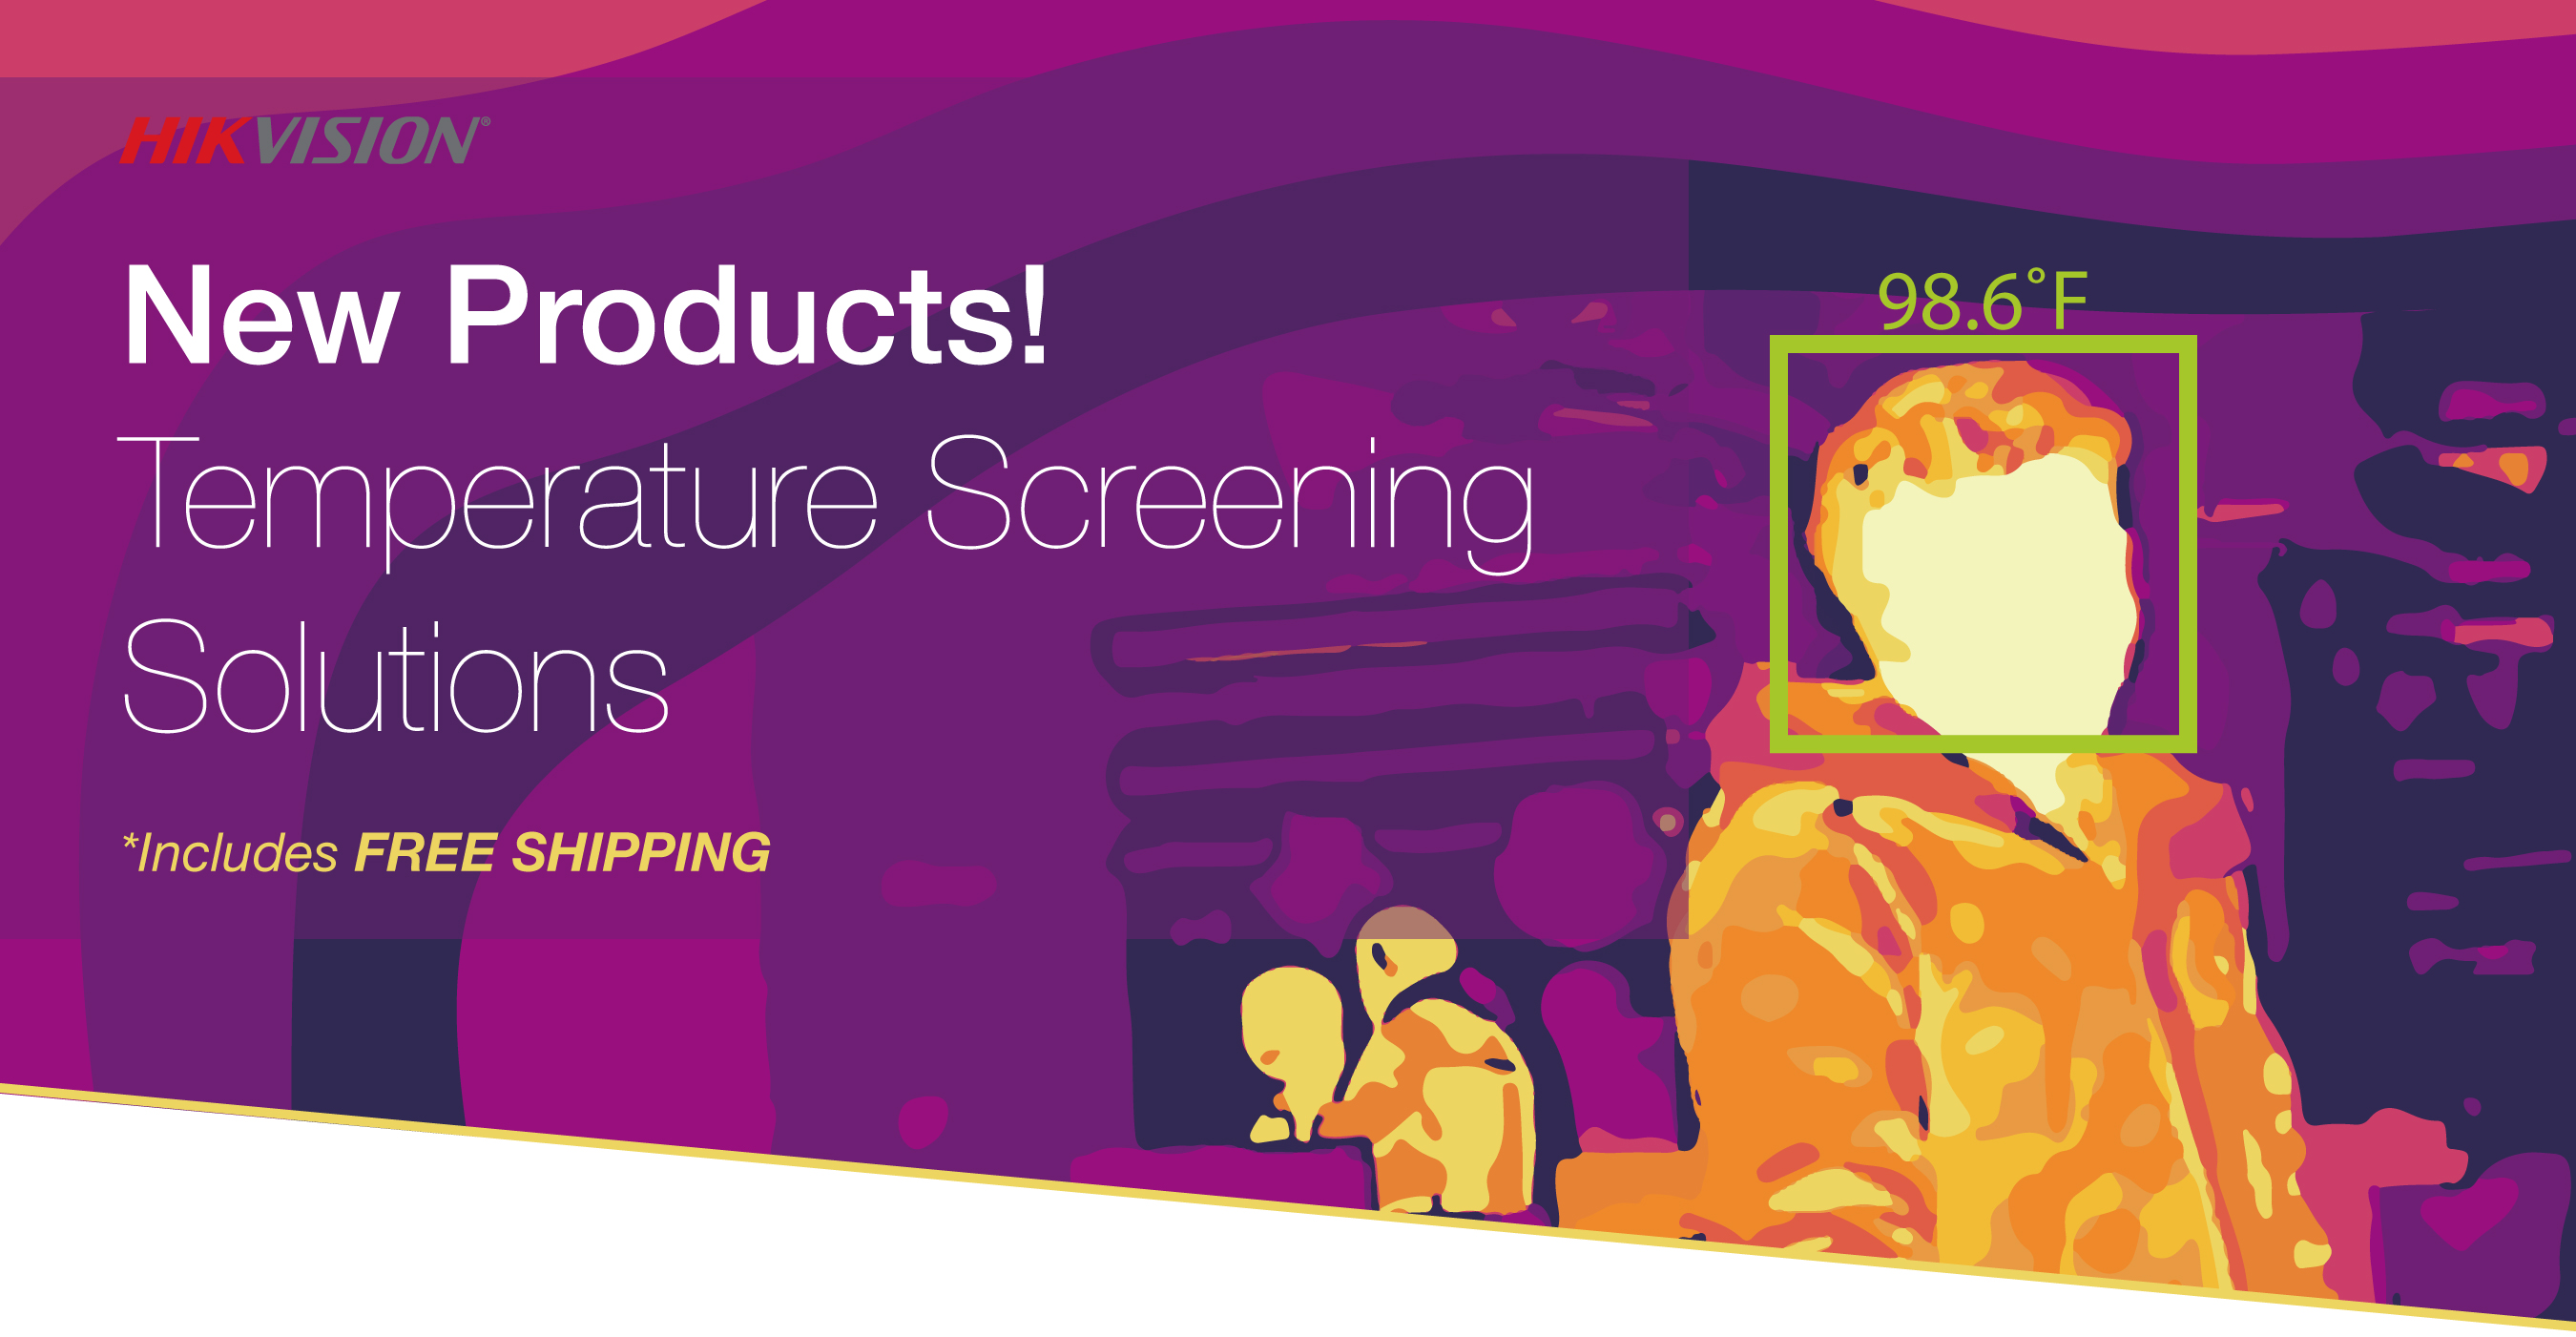 HIKVISION®
New Products!
98.6°F
Temperature Screening
Solutions
*Includes FREE SHIPPING